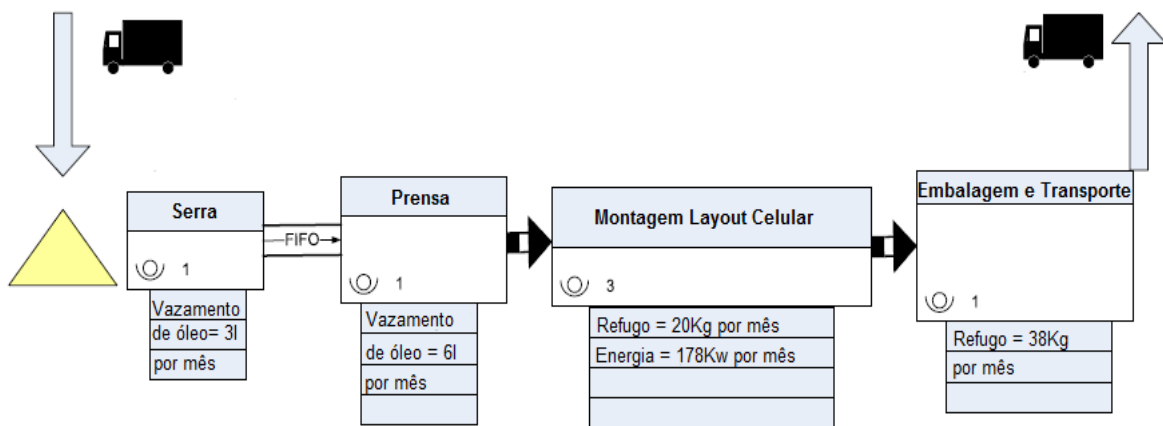 Serra
1
Vazamento
de óleo= 3l
por mês
FIFO
Prensa
1
Vazamento
de óleo = 6l
por mês
Montagem Layout Celular
3
Refugo = 20Kg por mês
Energia = 178Kw por mês
Embalagem e Transporte
1
Refugo = 38Kg
por mês